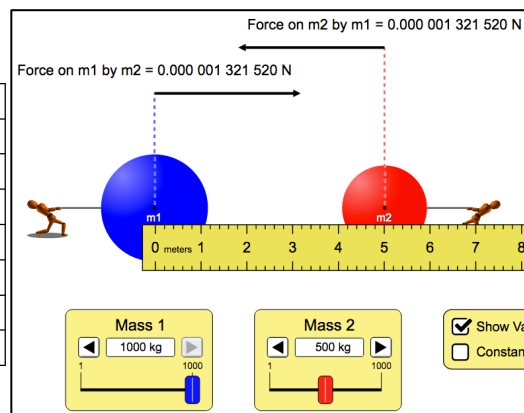 Force on m2 by m1 = 0.000 001 321 520 N
Force on m1 by m2 = 0.000 001 321 520 N
m1
m2
0 meters 1 2 3 4 5 6 7 8
Mass 1
1000 kg
1 1000
Mass 2
500 kg
1 1000
Show
Constan